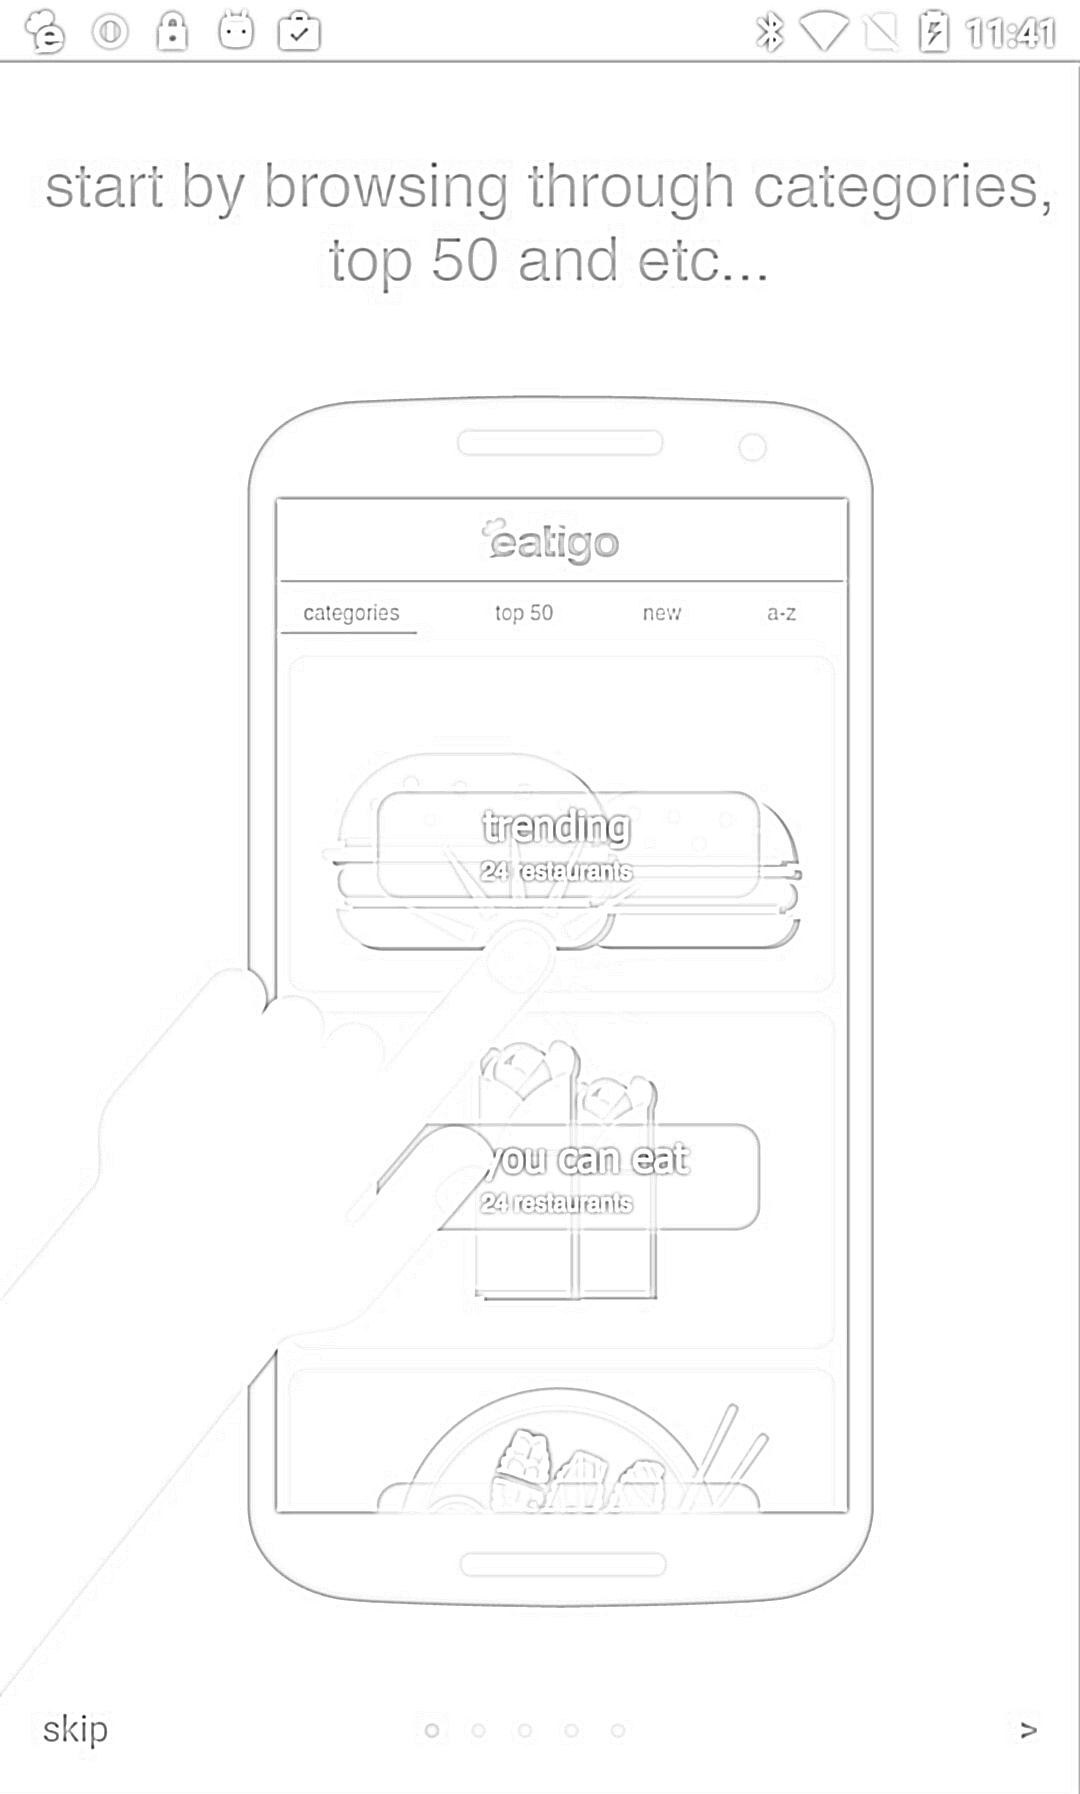 11:41
start by browsing through categories,
top 50 and etc...
eatigo
categories top 50 new a-z
trending
24 restaurants
you can eat
24 restaurants
skip >